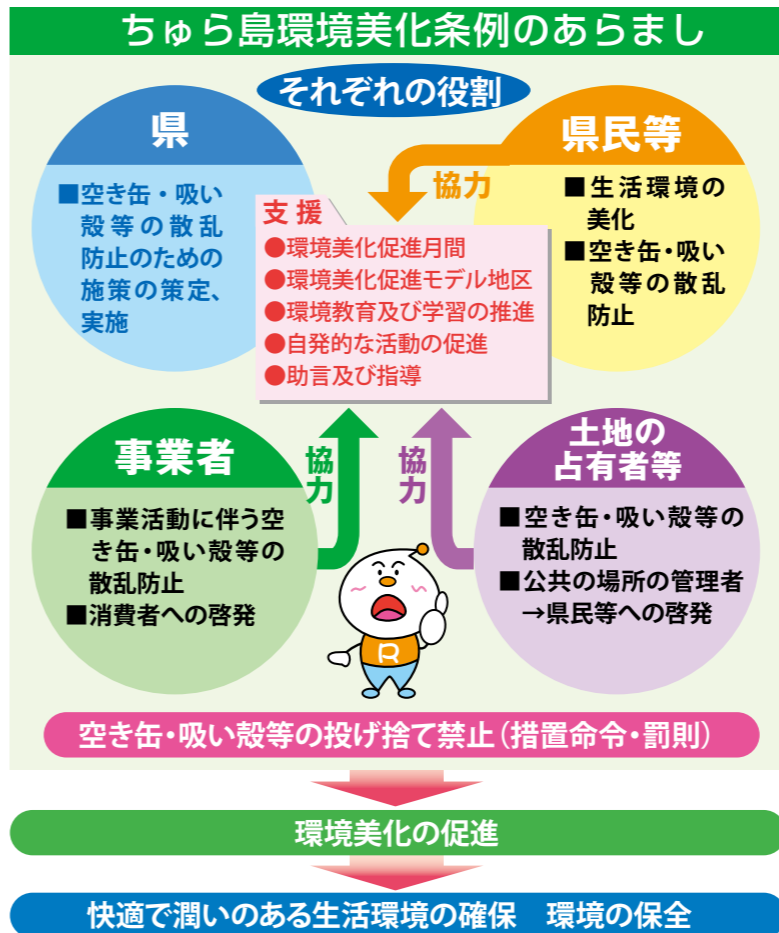 ちゅら島環境美化条例のあらまし
それぞれの役割
県
■空き缶・吸い
殻等の散乱
防止のための
施策の策定、
実施
県民等
■生活環境の
美化
■空き缶・吸い
殻等の散乱
防止
協力
支援
●環境美化促進月間
●環境美化促進モデル地区
●環境教育及び学習の推進
●自発的な活動の促進
●助言及び指導
事業者
■事業活動に伴う空
き缶・吸い殻等の
散乱防止
■消費者への啓発
協力
協力
土地の
占有者等
■空き缶・吸い殻等の
散乱防止
■公共の場所の管理者
→県民等への啓発
R
空き缶・吸い殻等の投げ捨て禁止(措置命令・罰則)
環境美化の促進
快適で潤いのある生活環境の確保　環境の保全